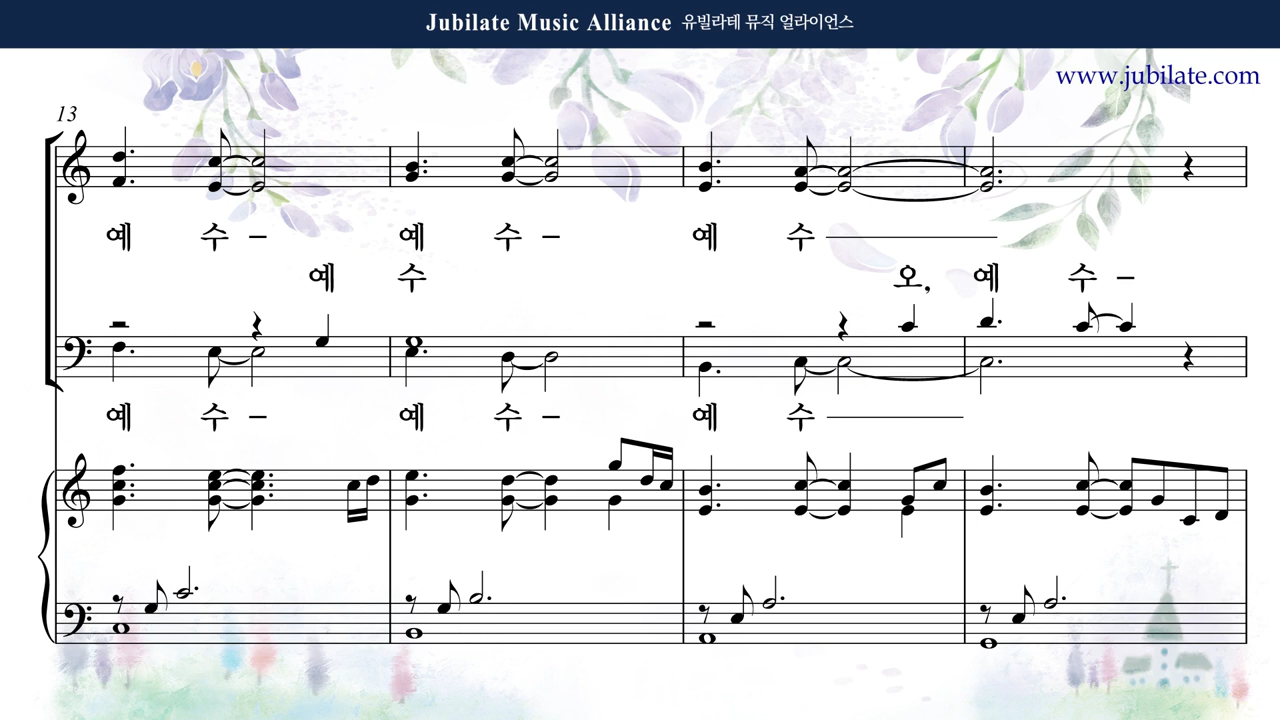 Jubilate Music Alliance 유빌라테 뮤직 얼라이언스
www.jubilate.com
13
예 수 – 예 수 – 예 수
예 수 오, 예 수 –
예 수 – 예 수 – 예 수